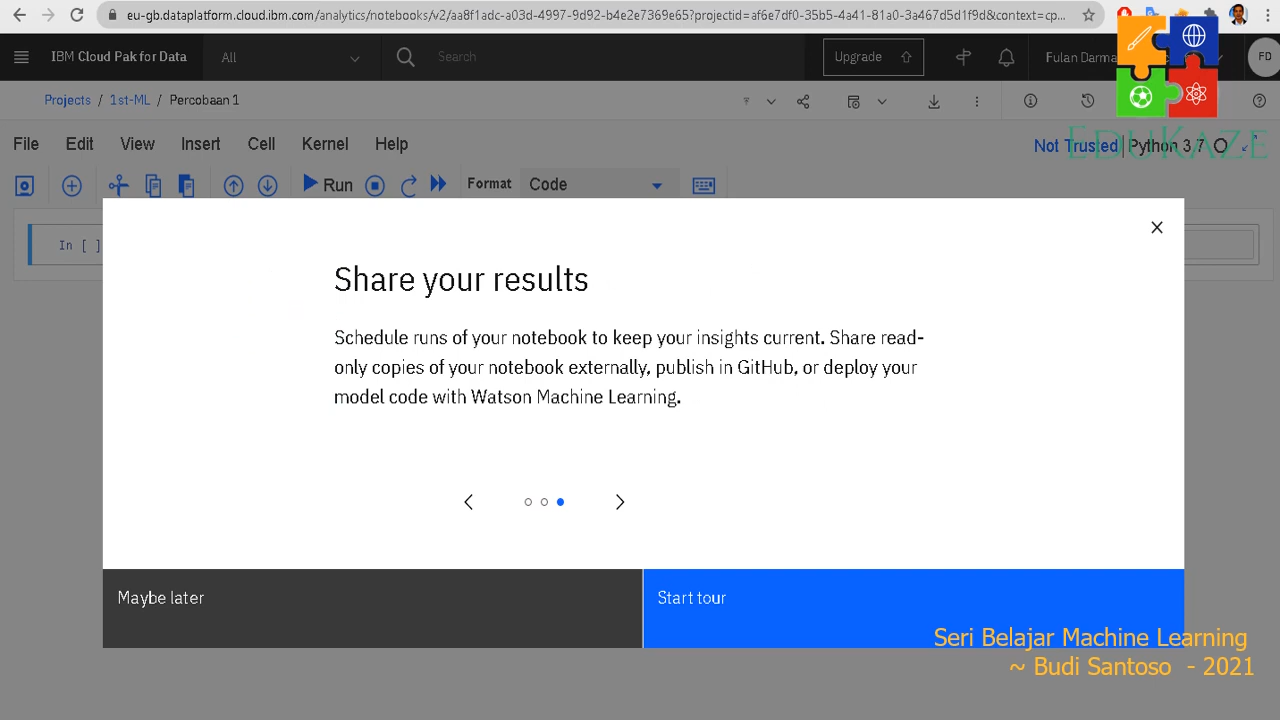 eu-gb.dataplatform.cloud.ibm.com/analytics/notebooks/v2/aa8f1adc-a03d-4997-9d92-b4e2e7369e65?projectid=af6e7df0-35b5-4a41-81a0-3a467d5d1f9d&context=cp...
IBM Cloud Pak for Data
All
Search
Upgrade
Fulan Darma
FD
Projects / 1st-ML / Percobaan 1
File Edit View Insert Cell Kernel Help
Not Trusted | Python 3.7
EDUKAZE
Run
Format
Code
In [ ]
Share your results
Schedule runs of your notebook to keep your insights current. Share read-
only copies of your notebook externally, publish in GitHub, or deploy your
model code with Watson Machine Learning.
Maybe later
Start tour
Seri Belajar Machine Learning
~ Budi Santoso - 2021